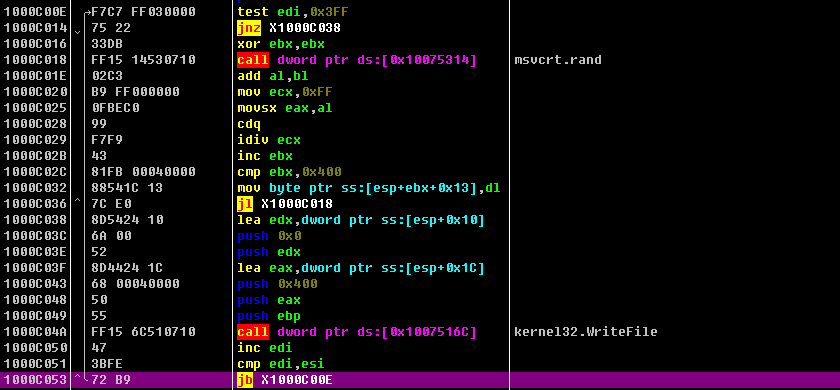 1000C00E F7C7 FF030000 test edi,0x3FF
1000C014 75 22 jnz X1000C038
1000C016 33DB xor ebx,ebx
1000C018 FF15 14530710 call dword ptr ds:[0x10075314] msvcrt.rand
1000C01E 02C3 add al,bl
1000C020 B9 FF000000 mov ecx,0xFF
1000C025 0FBEC0 movsx eax,al
1000C028 99 cdq
1000C029 F7F9 idiv ecx
1000C02B 43 inc ebx
1000C02C 81FB 00040000 cmp ebx,0x400
1000C032 88541C 13 mov byte ptr ss:[esp+ebx+0x13],dl
1000C036 ^ 7C E0 jl X1000C018
1000C038 8D5424 10 lea edx,dword ptr ss:[esp+0x10]
1000C03C 6A 00 push 0x0
1000C03E 52 push edx
1000C03F 8D4424 1C lea eax,dword ptr ss:[esp+0x1C]
1000C043 68 00040000 push 0x400
1000C048 50 push eax
1000C049 55 push ebp
1000C04A FF15 6C510710 call dword ptr ds:[0x1007516C] kernel32.WriteFile
1000C050 47 inc edi
1000C051 3BFE cmp edi,esi
1000C053 ^ 72 B9 jb X1000C00E